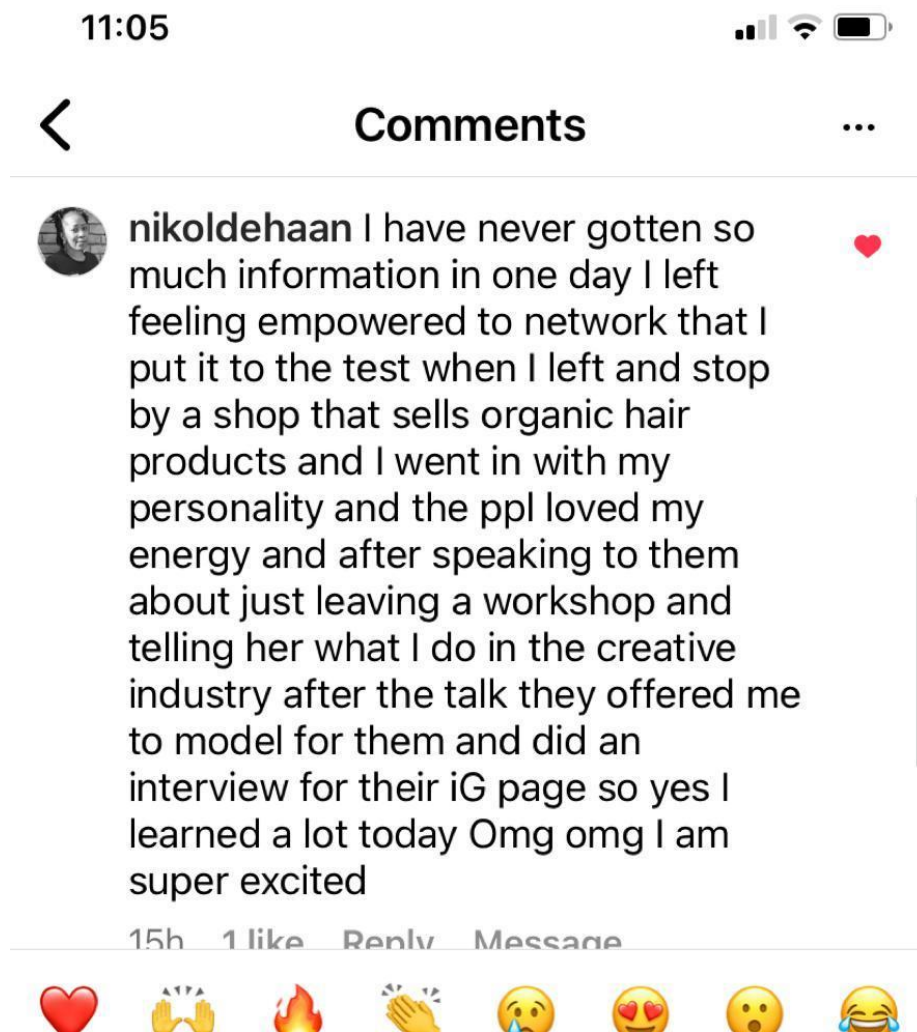 11:05
Comments
nikoldehaan I have never gotten so
much information in one day I left
feeling empowered to network that I
put it to the test when I left and stop
by a shop that sells organic hair
products and I went in with my
personality and the ppl loved my
energy and after speaking to them
about just leaving a workshop and
telling her what I do in the creative
industry after the talk they offered me
to model for them and did an
interview for their iG page so yes I
learned a lot today Omg omg I am
super excited
15h 1 like Reply Message